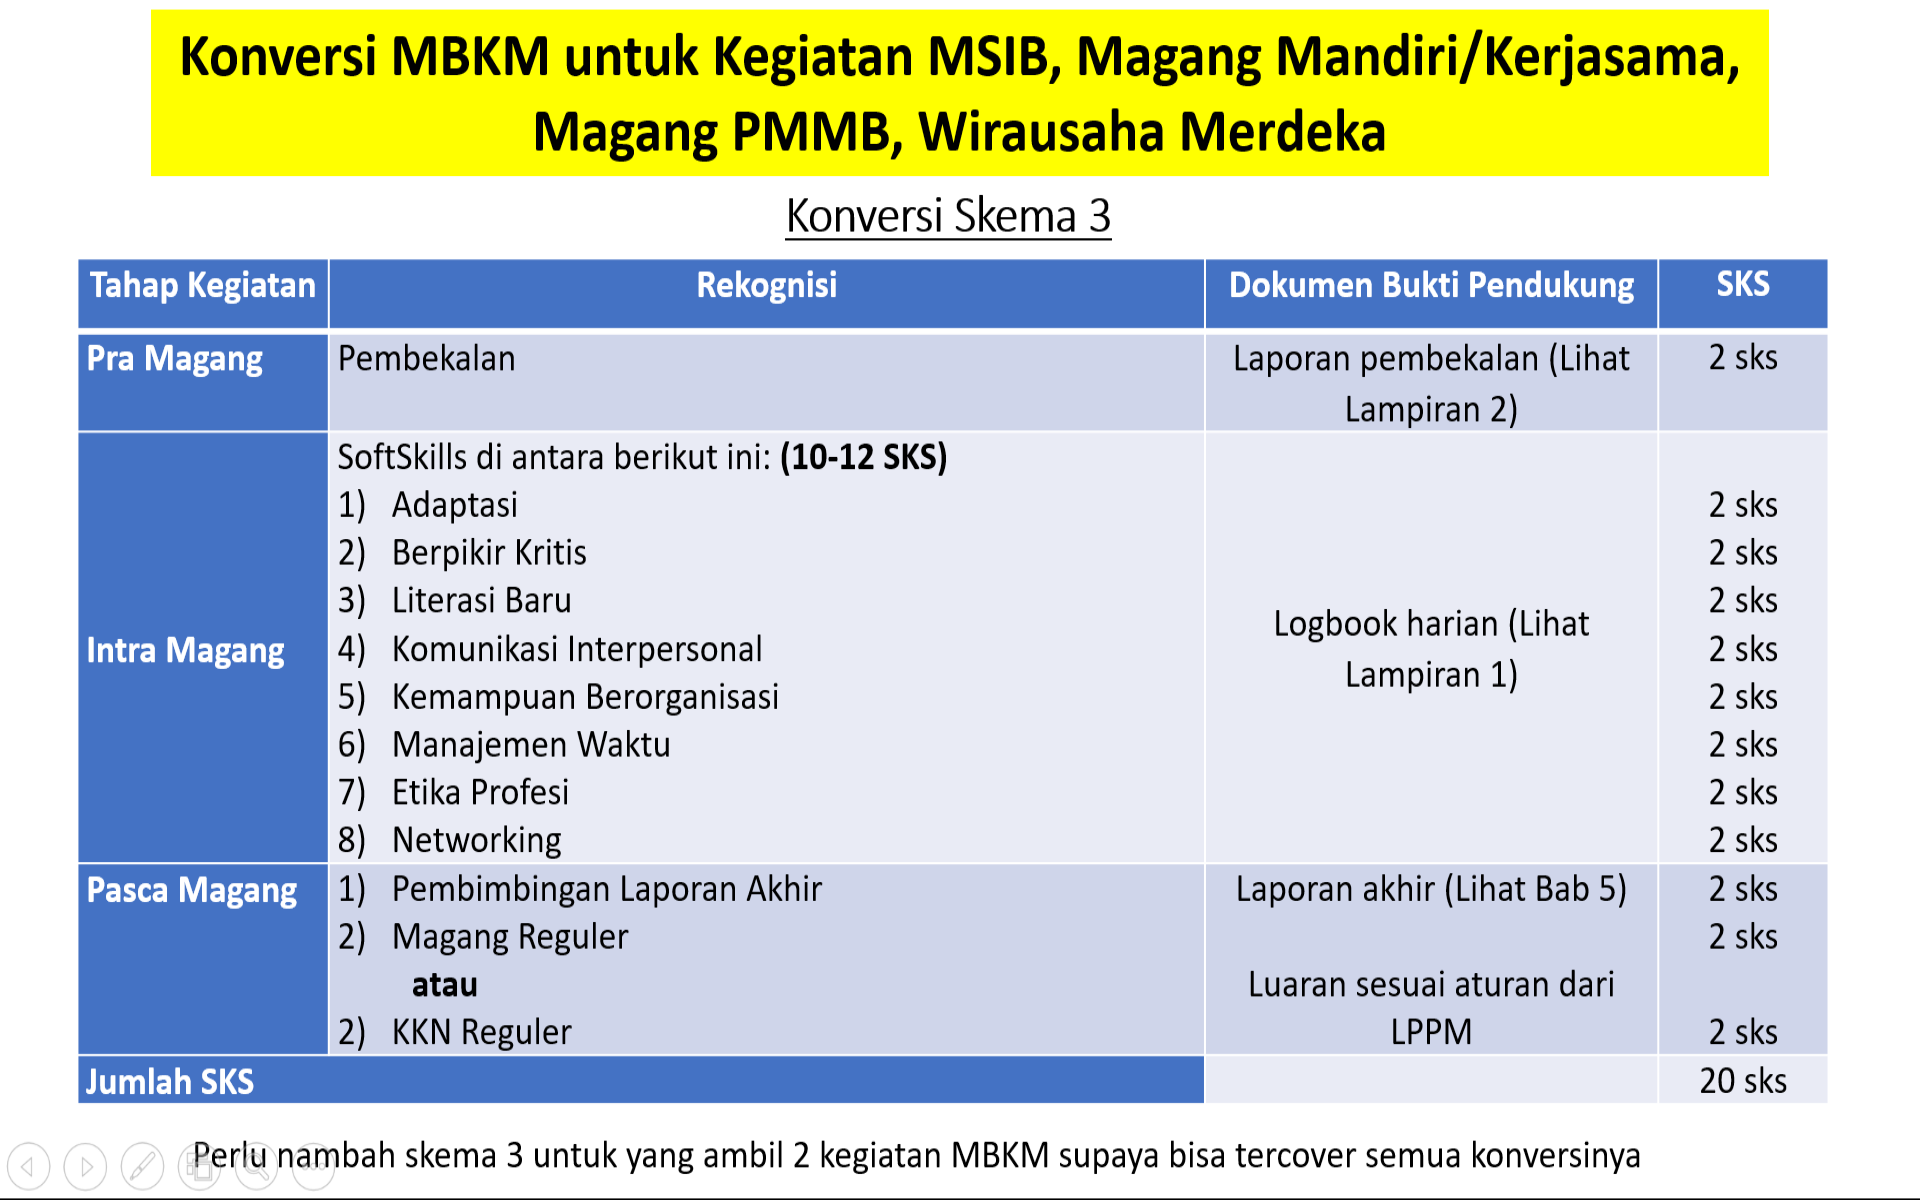 Konversi MBKM untuk Kegiatan MSIB, Magang Mandiri/Kerjasama,
Magang PMMB, Wirausaha Merdeka
Konversi Skema 3
Tahap Kegiatan Rekognisi Dokumen Bukti Pendukung SKS
Pra Magang Pembekalan Laporan pembekalan (Lihat 2 sks
Lampiran 2)
SoftSkills di antara berikut ini: (10-12 SKS)
1) Adaptasi 2 sks
2) Berpikir Kritis 2 sks
3) Literasi Baru 2 sks
Logbook harian (Lihat
Intra Magang 4) Komunikasi Interpersonal 2 sks
Lampiran 1)
5) Kemampuan Berorganisasi 2 sks
6) Manajemen Waktu 2 sks
7) Etika Profesi 2 sks
8) Networking 2 sks
Pasca Magang 1) Pembimbingan Laporan Akhir Laporan akhir (Lihat Bab 5) 2 sks
2) Magang Reguler 2 sks
atau Luaran sesuai aturan dari
2) KKN Reguler LPPM 2 sks
Jumlah SKS 20 sks
Perlu nambah skema 3 untuk yang ambil 2 kegiatan MBKM supaya bisa tercover semua konversinya